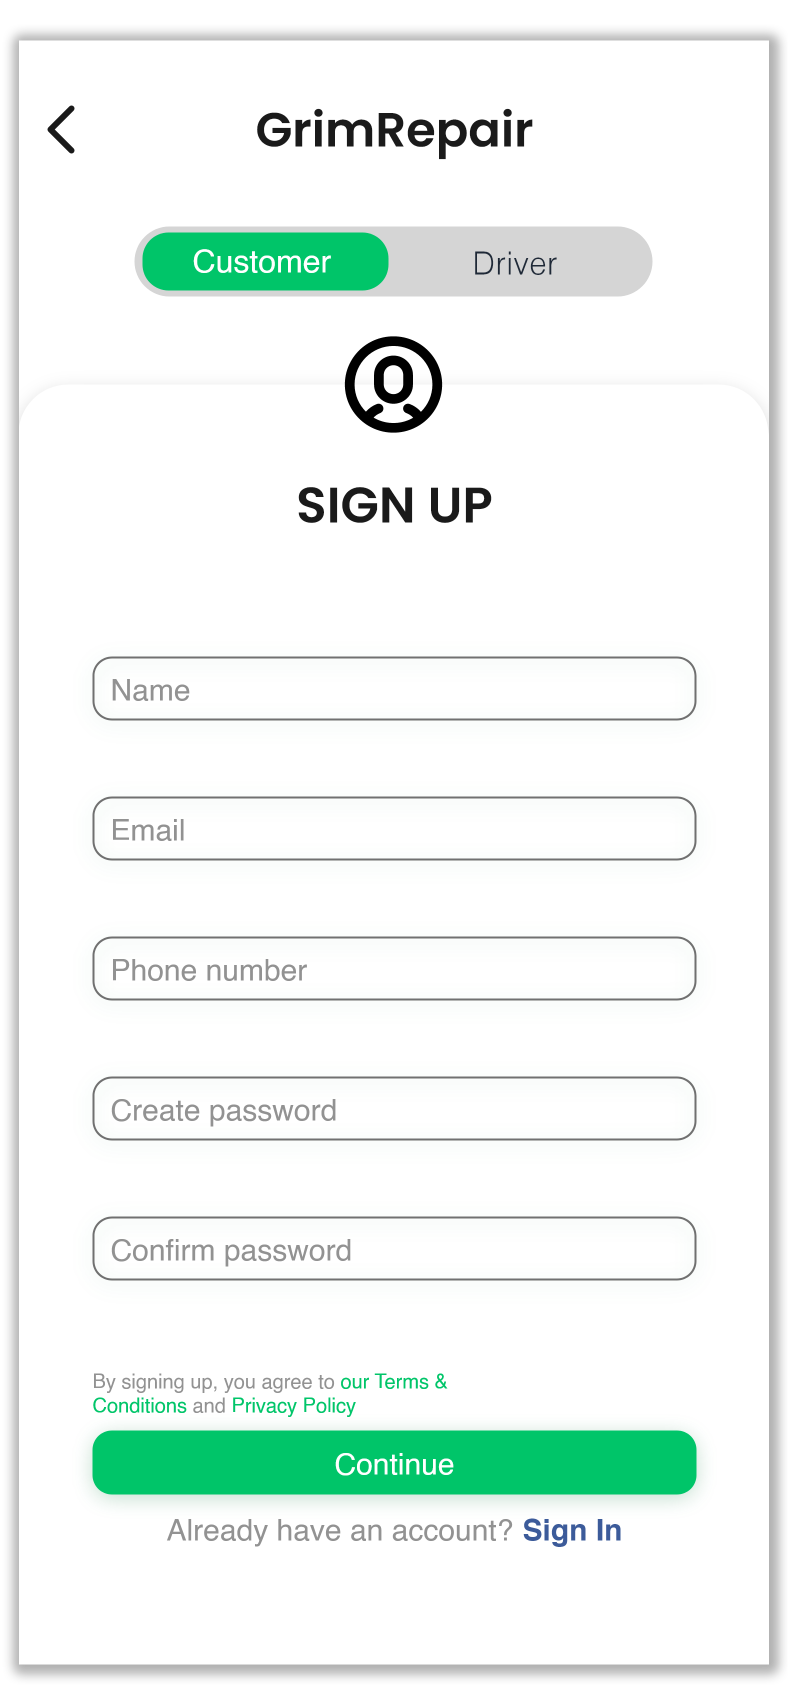 GrimRepair
Customer
Driver
SIGN UP
Name
Email
Phone number
Create password
Confirm password
By signing up, you agree to our Terms &
Conditions and Privacy Policy
Continue
Already have an account? Sign In